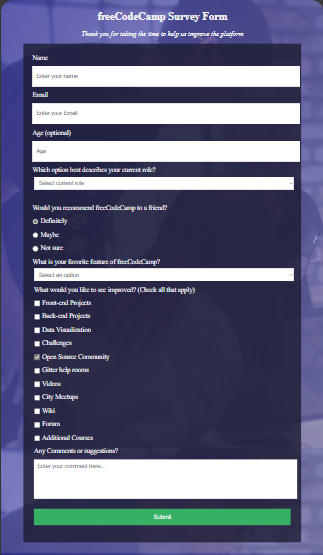 freeCodeCamp Survey Form
Thank you for taking the time to help us improve the platform
Name
Enter your name
Email
Enter your Email
Age (optional)
Age
Which option best describes your current role?
Select current role
Would you recommend freeCodeCamp to a friend?
Definitely
Maybe
Not sure
What is your favorite feature of freeCodeCamp?
Select an option
What would you like to see improved? (Check all that apply)
Front-end Projects
Back-end Projects
Data Visualization
Challenges
Open Source Community
Gitter help rooms
Videos
City Meetups
Wiki
Forum
Additional Courses
Any Comments or suggestions?
Enter your comment here...
Submit